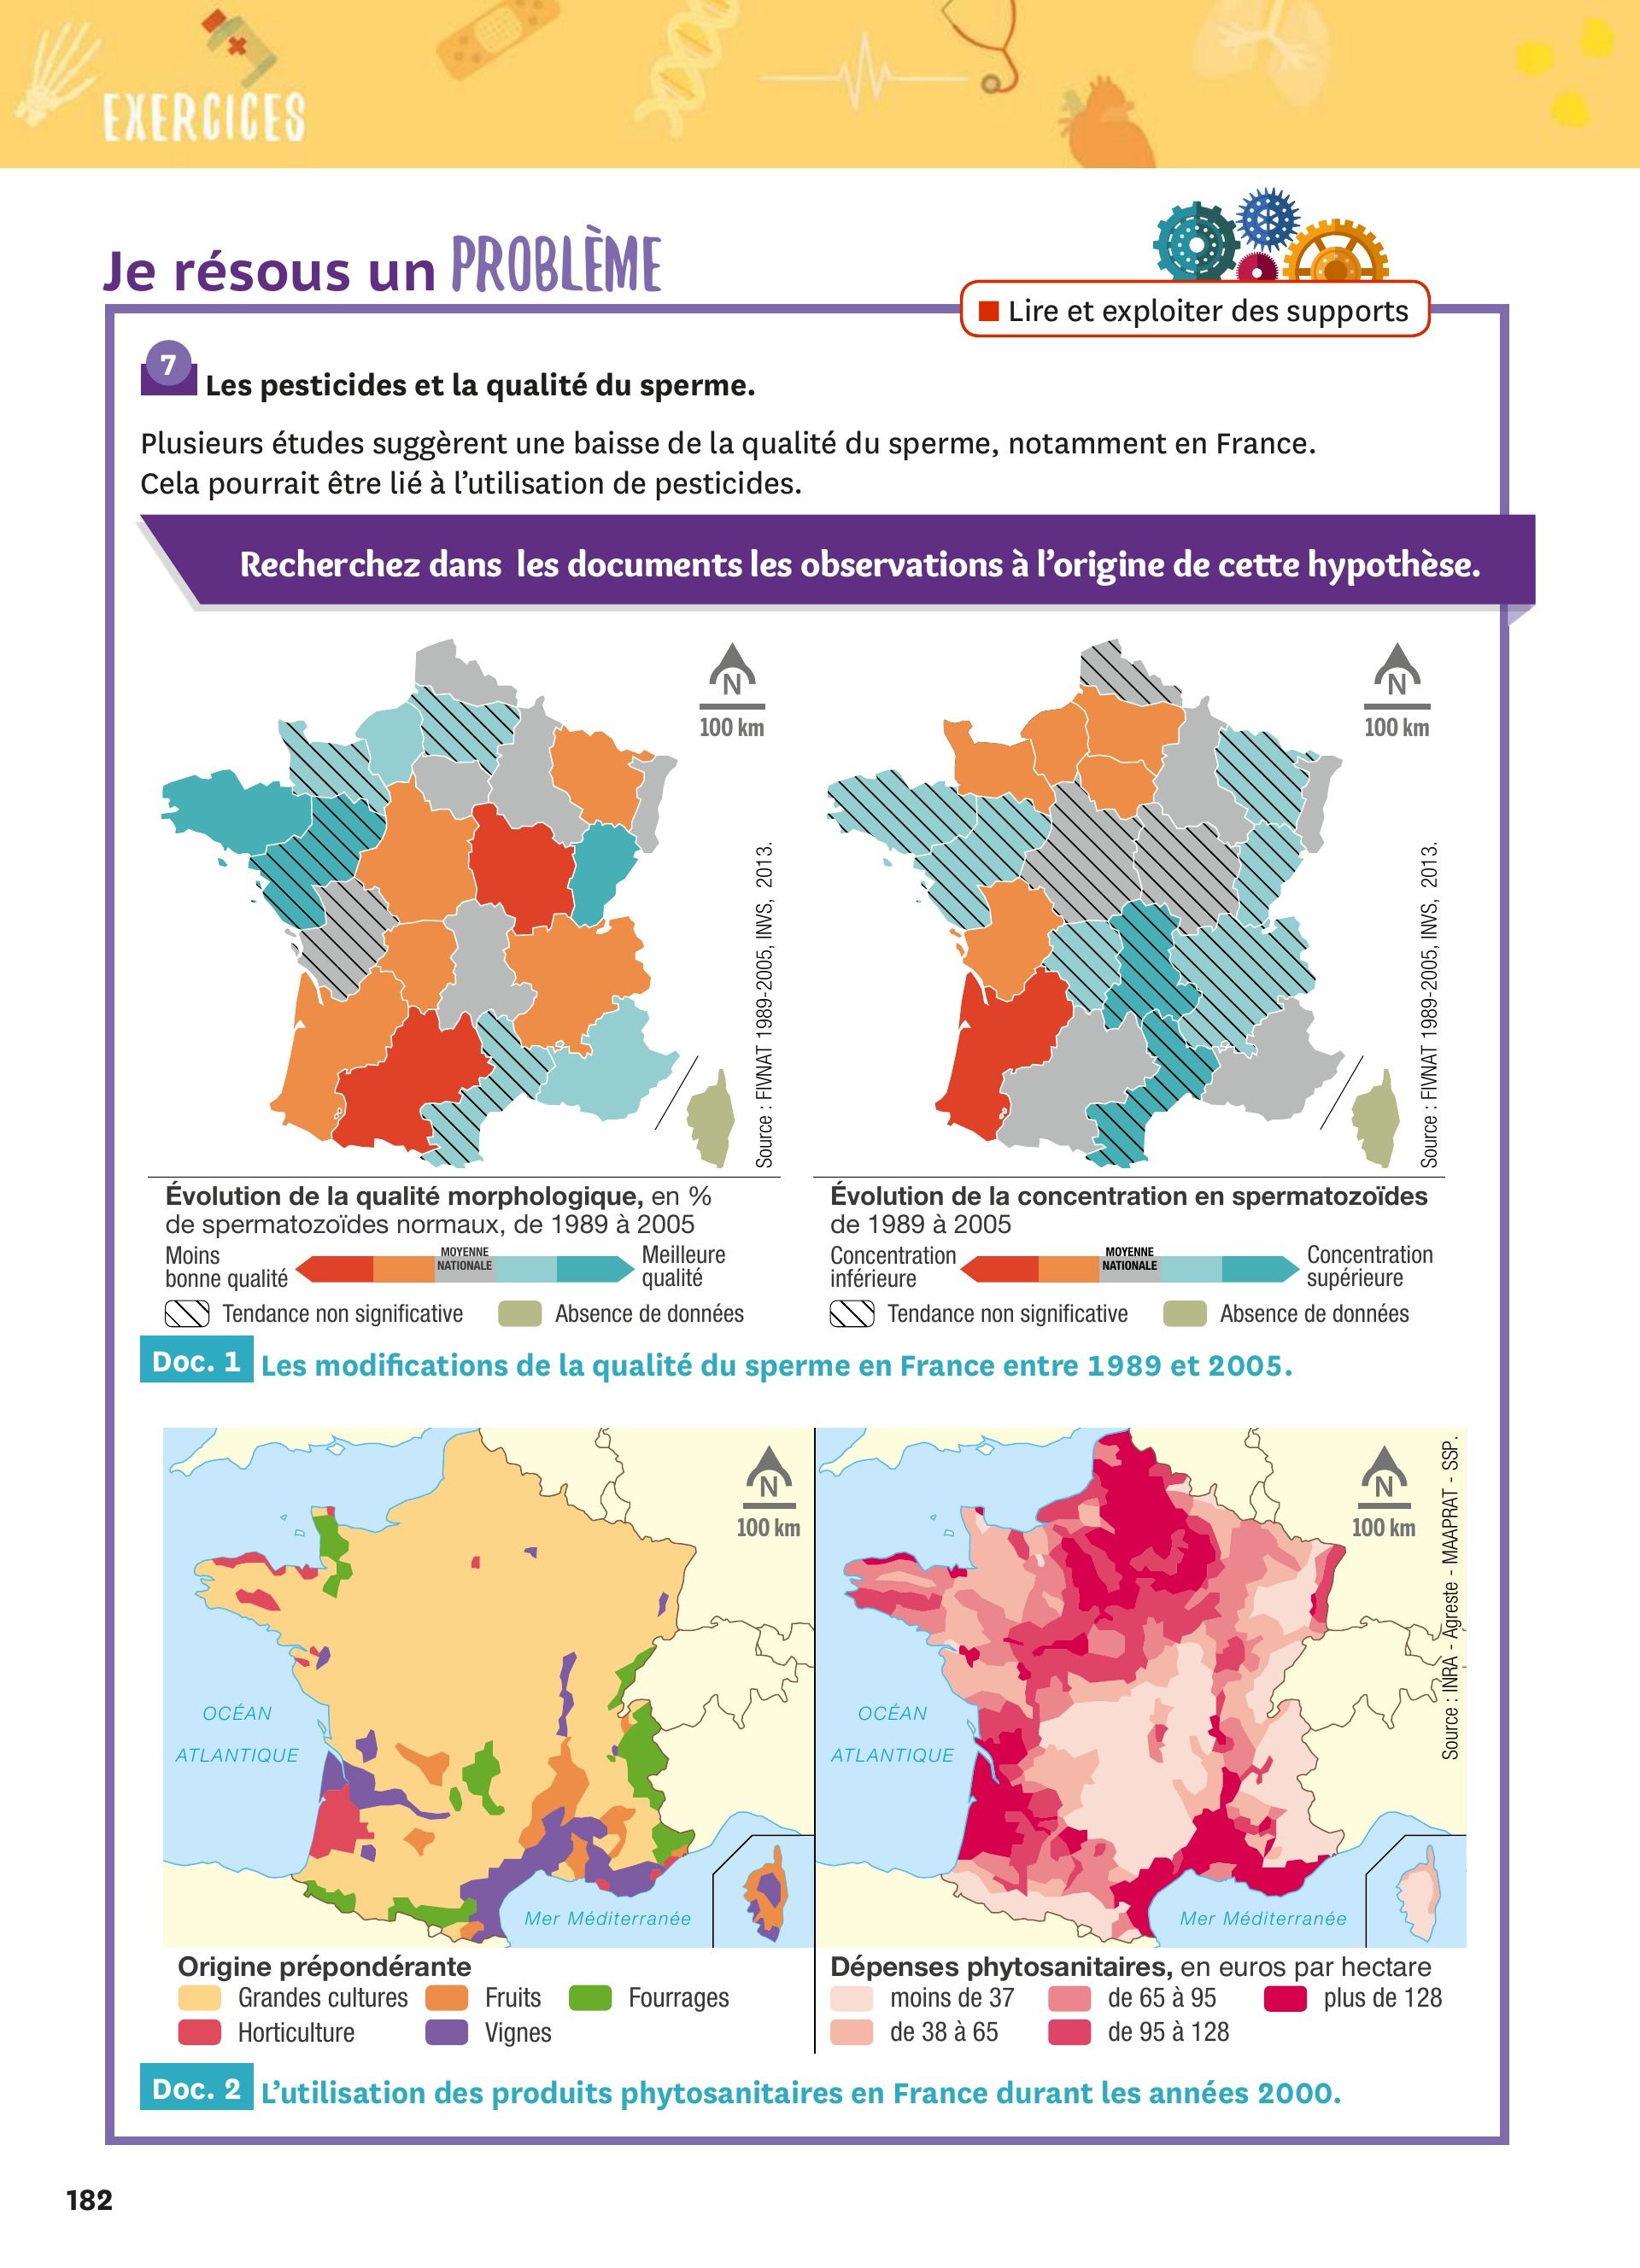 EXERCICES
Je résous un PROBLÈME
■ Lire et exploiter des supports
7
Les pesticides et la qualité du sperme.
Plusieurs études suggèrent une baisse de la qualité du sperme, notamment en France.
Cela pourrait être lié à l’utilisation de pesticides.
Recherchez dans les documents les observations à l’origine de cette hypothèse.
N
100 km
Source : FIVNAT 1989-2005, INVS, 2013.
Évolution de la qualité morphologique, en %
de spermatozoïdes normaux, de 1989 à 2005
Moins
bonne qualité
MOYENNE
NATIONALE
Meilleure
qualité
Tendance non significative
Absence de données
N
100 km
Source : FIVNAT 1989-2005, INVS, 2013.
Évolution de la concentration en spermatozoïdes
de 1989 à 2005
Concentration
inférieure
MOYENNE
NATIONALE
Concentration
supérieure
Tendance non significative
Absence de données
Doc. 1 Les modifications de la qualité du sperme en France entre 1989 et 2005.
N
100 km
OCÉAN
ATLANTIQUE
Mer Méditerranée
Origine prépondérante
Grandes cultures
Fruits
Fourrages
Horticulture
Vignes
N
100 km
Source : INRA - Agreste - MAAPRAT - SSP.
OCÉAN
ATLANTIQUE
Mer Méditerranée
Dépenses phytosanitaires, en euros par hectare
moins de 37
de 65 à 95
plus de 128
de 38 à 65
de 95 à 128
Doc. 2 L’utilisation des produits phytosanitaires en France durant les années 2000.
182